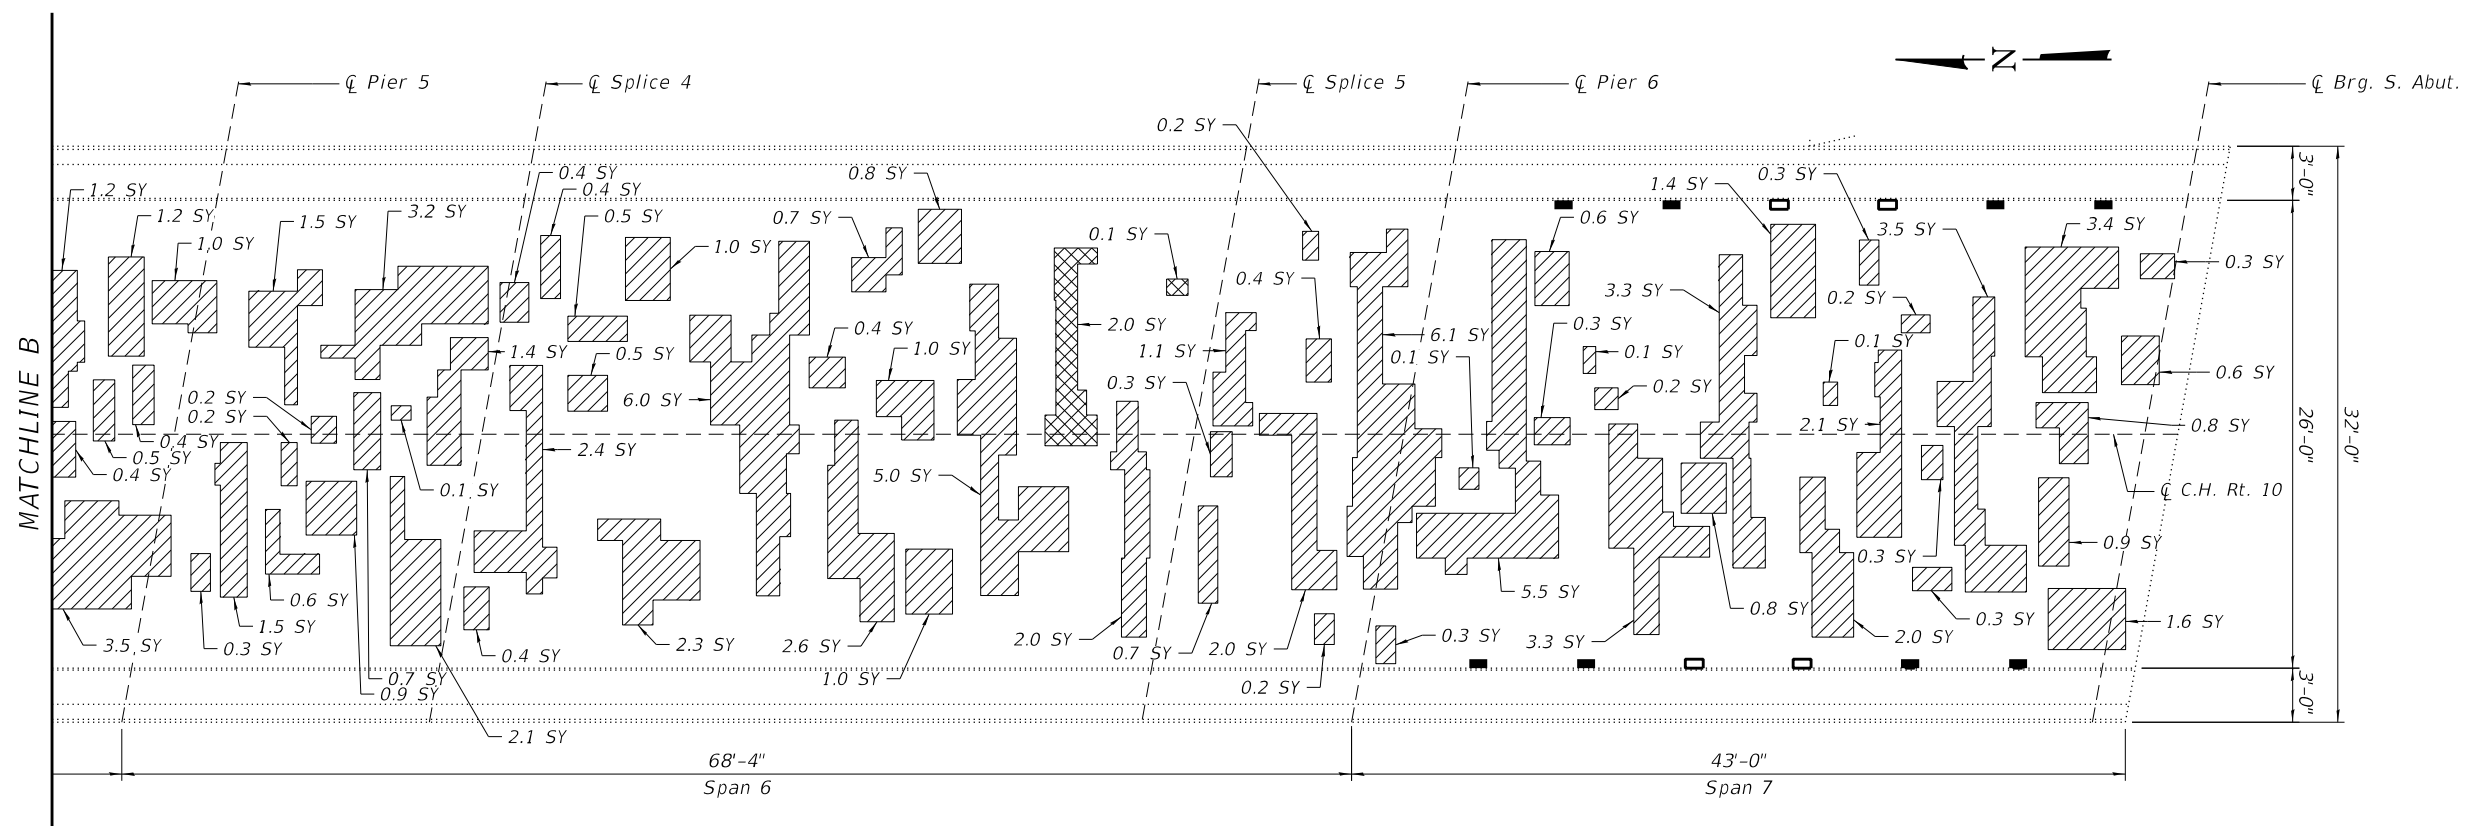 N
℄ Pier 5
℄ Splice 4
℄ Splice 5
℄ Pier 6
℄ Brg. S. Abut.
0.2 SY
3'-0"
1.2 SY
1.2 SY
1.0 SY
1.5 SY
3.2 SY
0.4 SY
0.4 SY
0.5 SY
1.0 SY
0.7 SY
0.8 SY
0.1 SY
0.4 SY
0.6 SY
1.4 SY
0.3 SY
3.5 SY
3.4 SY
0.3 SY
3.3 SY
0.2 SY
1.4 SY
0.5 SY
0.4 SY
1.0 SY
2.0 SY
1.1 SY
6.1 SY
0.3 SY
0.1 SY
0.1 SY
0.1 SY
0.6 SY
MATCHLINE B
0.2 SY
0.2 SY
6.0 SY
0.3 SY
0.2 SY
2.1 SY
0.8 SY
26'-0"
32'-0"
0.4 SY
0.5 SY
0.4 SY
0.1 SY
2.4 SY
5.0 SY
℄ C.H. Rt. 10
0.9 SY
0.3 SY
3.5 SY
0.3 SY
1.5 SY
0.6 SY
0.7 SY
0.9 SY
0.4 SY
2.3 SY
2.6 SY
1.0 SY
2.0 SY
0.7 SY
2.0 SY
0.2 SY
0.3 SY
5.5 SY
3.3 SY
0.8 SY
2.0 SY
0.3 SY
1.6 SY
3'-0"
2.1 SY
68'-4"
Span 6
43'-0"
Span 7